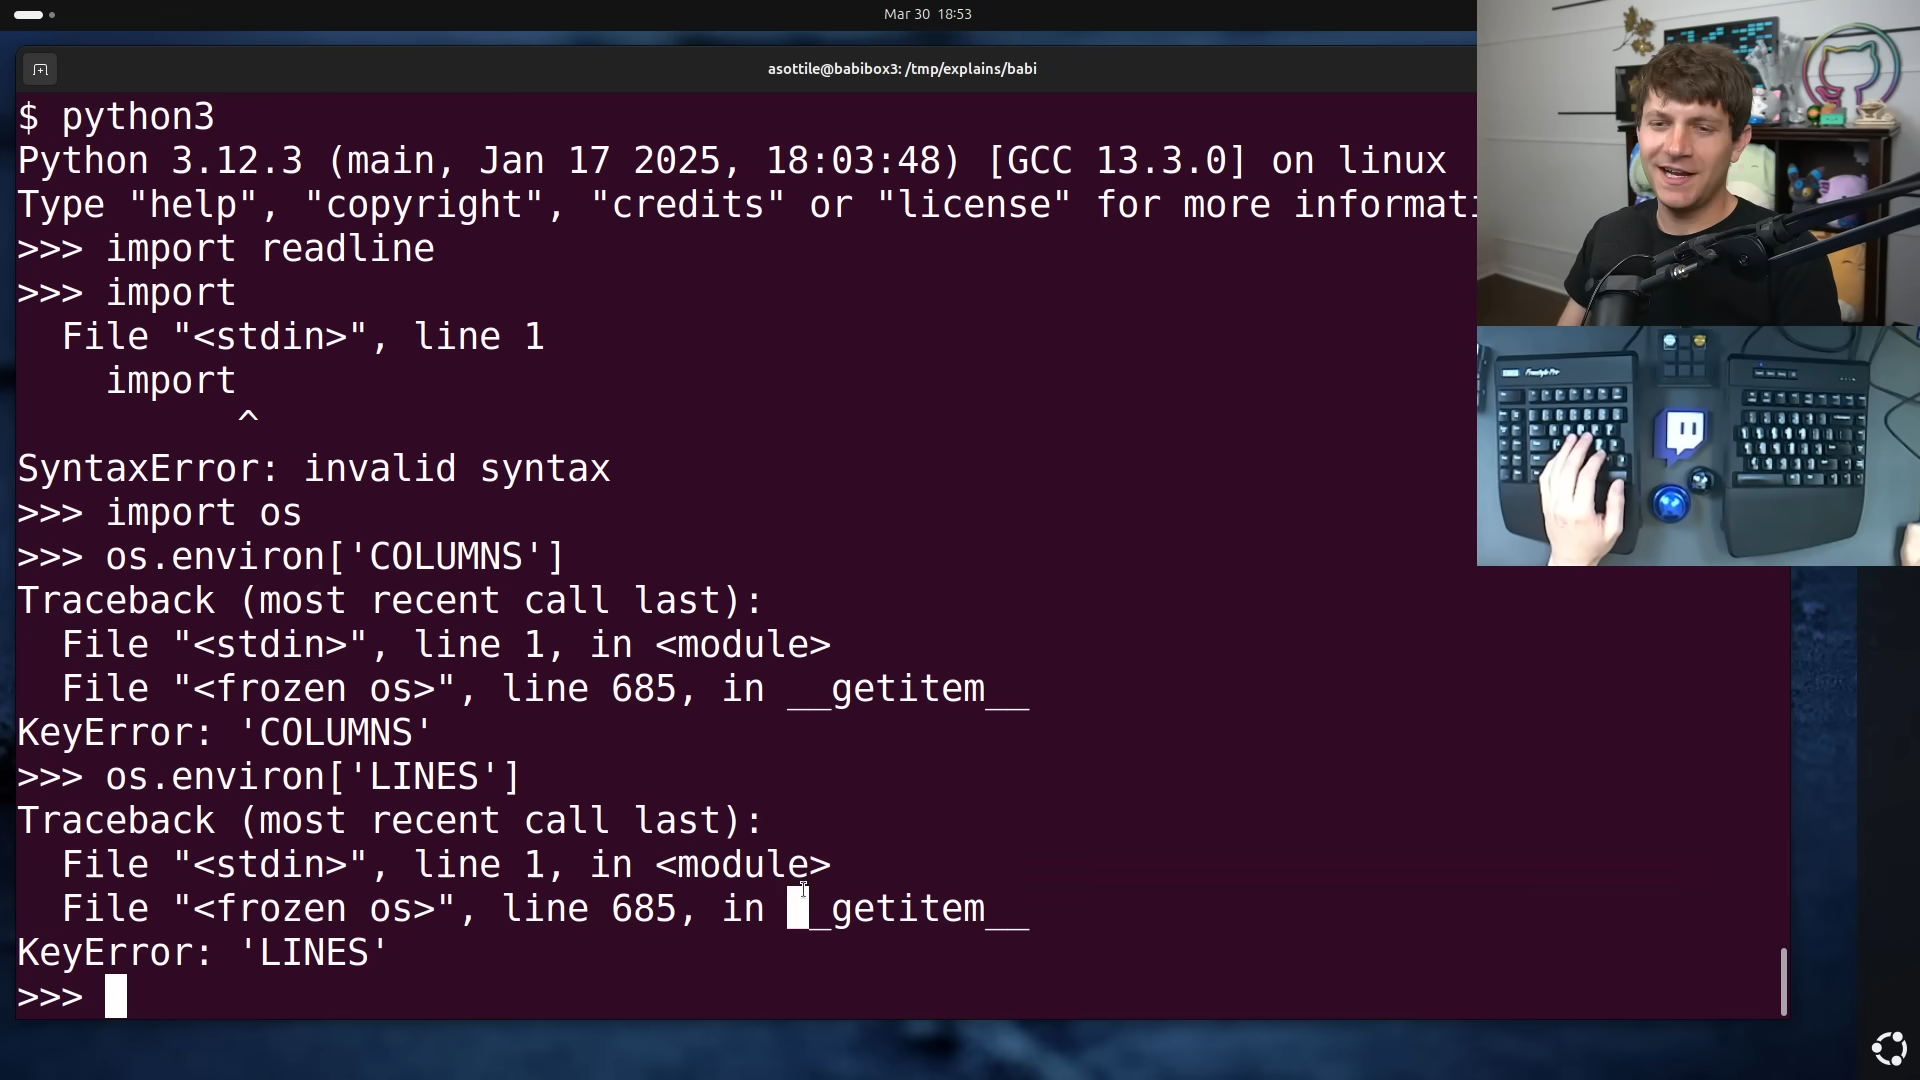 Mar 30 18:53
asottile@babibox3: /tmp/explains/babi
$ python3
Python 3.12.3 (main, Jan 17 2025, 18:03:48) [GCC 13.3.0] on linux
Type "help", "copyright", "credits" or "license" for more informati
>>> import readline
>>> import
  File "<stdin>", line 1
    import
          ^
SyntaxError: invalid syntax
>>> import os
>>> os.environ['COLUMNS']
Traceback (most recent call last):
  File "<stdin>", line 1, in <module>
  File "<frozen os>", line 685, in __getitem__
KeyError: 'COLUMNS'
>>> os.environ['LINES']
Traceback (most recent call last):
  File "<stdin>", line 1, in <module>
  File "<frozen os>", line 685, in __getitem__
KeyError: 'LINES'
>>>
Freestyle Pro